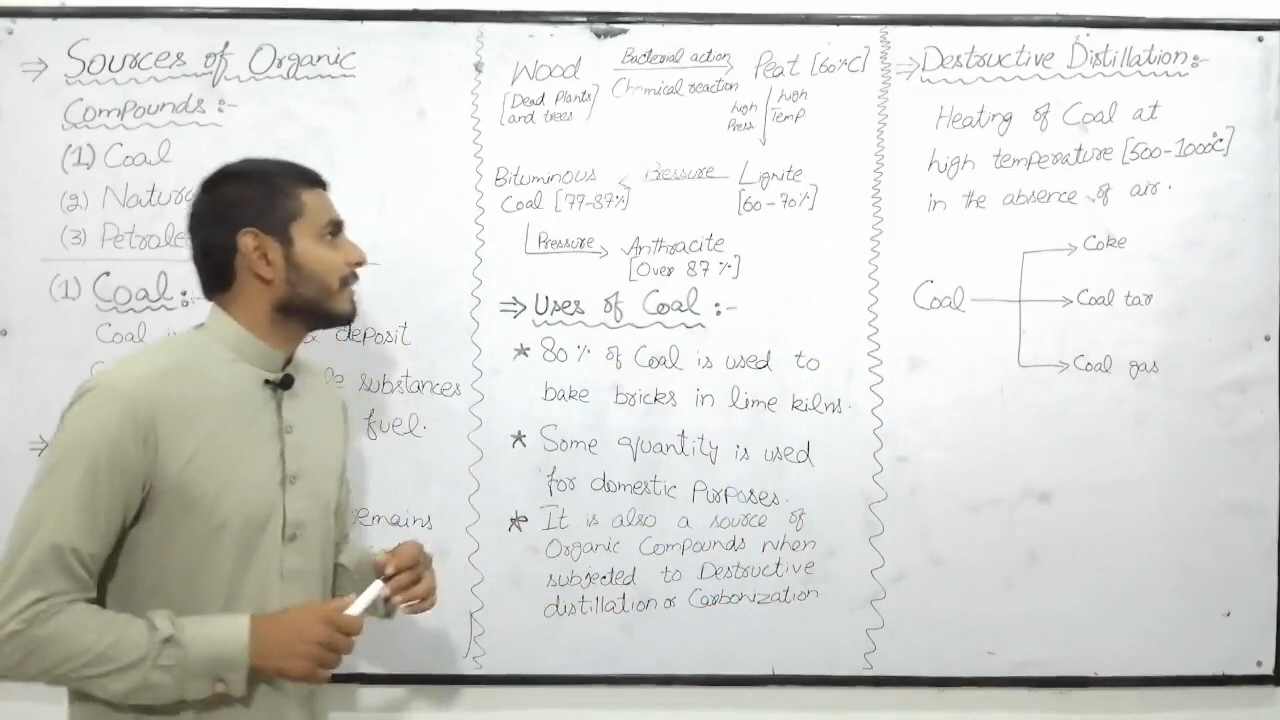 ⇒ Sources of Organic
Compounds :-
(1) Coal
(2)
(3)
(1) Coal :-
Coal
deposit
substances
fuel.
⇒
remains
Wood Bacterial action Peat [60%C]
[Dead Plants and trees] Chemical reaction
high Press. high Temp
Bituminous Pressure Lignite
Coal [77-87%] [60-70%]
Pressure Anthracite
[Over 87%]
⇒ Uses of Coal :-
* 80% of Coal is used to
bake bricks in lime kilns.
* Some quantity is used
for domestic Purposes.
* It is also a source of
Organic Compounds when
subjected to Destructive
distillation or Carbonization
⇒ Destructive Distillation :-
Heating of Coal at
high temperature [500-1000°C]
in the absence of air.
Coke
Coal Coal tar
Coal gas